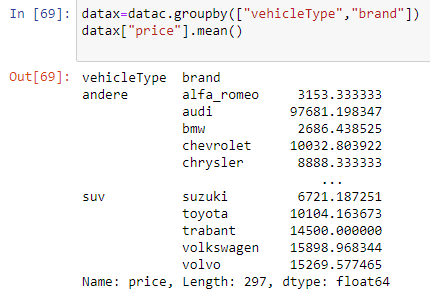 In [69]: datax=datac.groupby(["vehicleType","brand"])
datax["price"].mean()
Out[69]: vehicleType  brand
andere       alfa_romeo     3153.333333
audi          97681.198347
bmw            2686.438525
chevrolet     10032.803922
chrysler       8888.333333
...
suv          suzuki         6721.187251
toyota        10104.163673
trabant       14500.000000
volkswagen    15898.968344
volvo         15269.577465
Name: price, Length: 297, dtype: float64